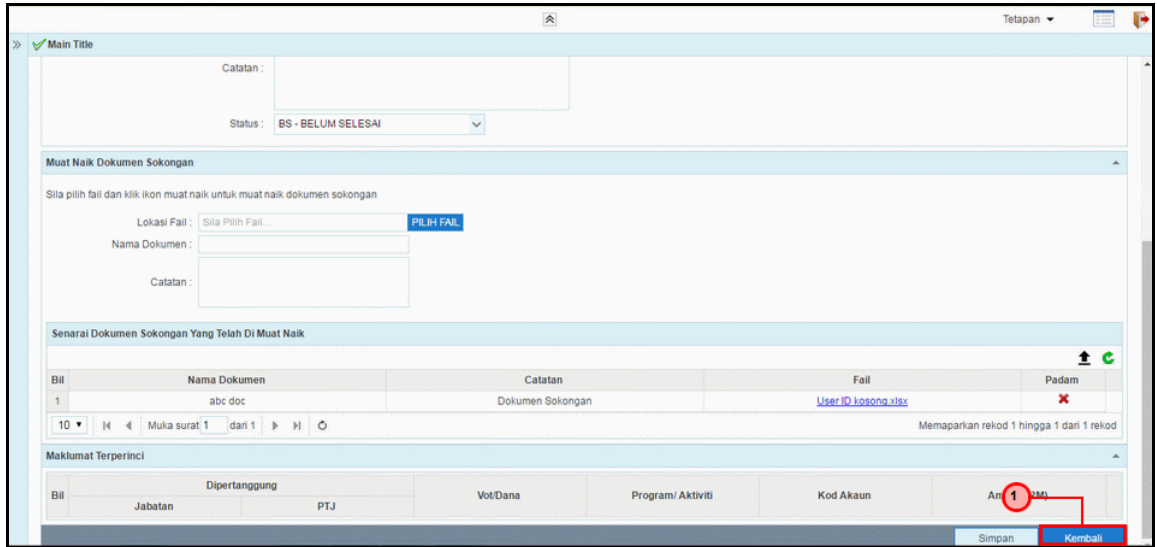 Tetapan
Main Title
Catatan :
Status : BS - BELUM SELESAI
Muat Naik Dokumen Sokongan
Sila pilih fail dan klik ikon muat naik untuk muat naik dokumen sokongan
Lokasi Fail : Sila Pilih Fail... PILIH FAIL
Nama Dokumen :
Catatan :
Senarai Dokumen Sokongan Yang Telah Di Muat Naik
Bil Nama Dokumen Catatan Fail Padam
1 abc doc Dokumen Sokongan User ID kosong.xlsx
10 Muka surat 1 dari 1 Memaparkan rekod 1 hingga 1 dari 1 rekod
Maklumat Terperinci
Bil Dipertanggung Vot/Dana Program/ Aktiviti Kod Akaun
Jabatan PTJ
1
Simpan Kembali